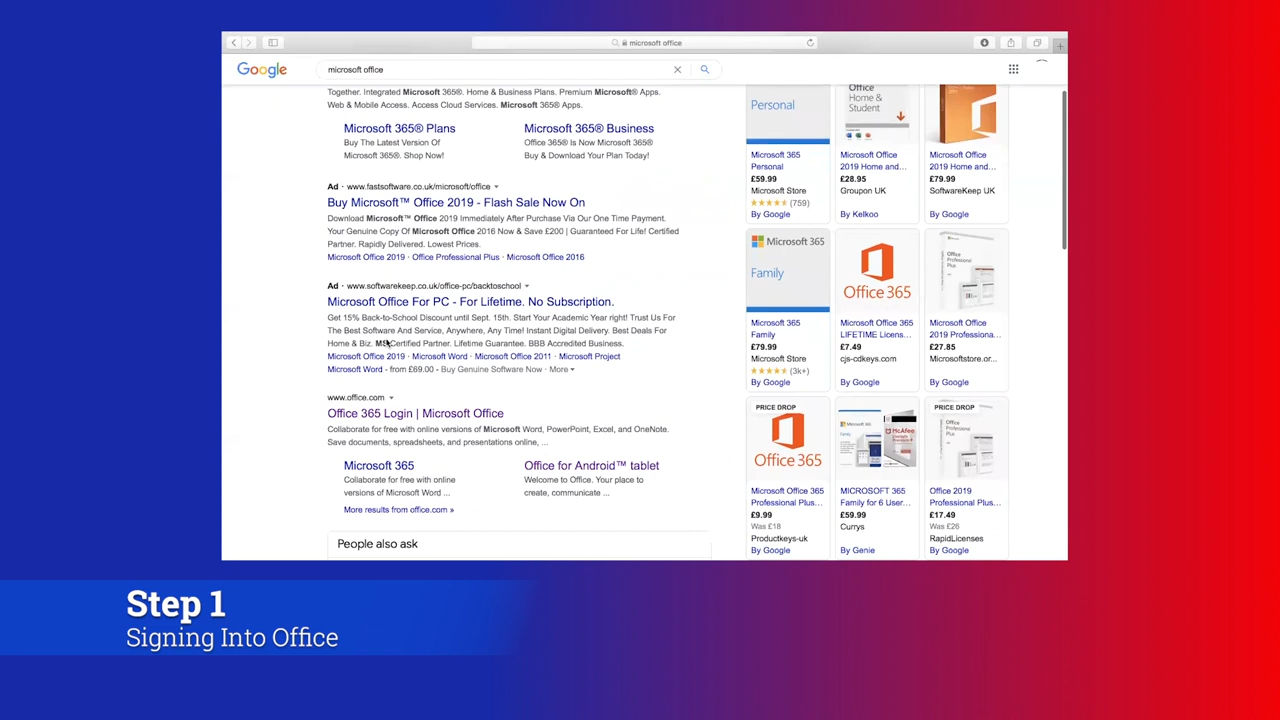 microsoft office
Google
microsoft office
Together. Integrated Microsoft 365®. Home & Business Plans. Premium Microsoft® Apps.
Web & Mobile Access. Access Cloud Services. Microsoft 365® Apps.
Microsoft 365® Plans
Buy The Latest Version Of
Microsoft 365®. Shop Now!
Microsoft 365® Business
Office 365® Is Now Microsoft 365®
Buy & Download Your Plan Today!
Ad · www.fastsoftware.co.uk/microsoft/office
Buy Microsoft™ Office 2019 - Flash Sale Now On
Download Microsoft™ Office 2019 Immediately After Purchase Via Our One Time Payment.
Your Genuine Copy Of Microsoft Office 2016 Now & Save £200 | Guaranteed For Life! Certified
Partner. Rapidly Delivered. Lowest Prices.
Microsoft Office 2019 · Office Professional Plus · Microsoft Office 2016
Ad · www.softwarekeep.co.uk/office-pc/backtoschool
Microsoft Office For PC - For Lifetime. No Subscription.
Get 15% Back-to-School Discount until Sept. 15th. Start Your Academic Year right! Trust Us For
The Best Software And Service, Anywhere, Any Time! Instant Digital Delivery. Best Deals For
Home & Biz. MS Certified Partner. Lifetime Guarantee. BBB Accredited Business.
Microsoft Office 2019 · Microsoft Word · Microsoft Office 2011 · Microsoft Project
Microsoft Word - from £69.00 - Buy Genuine Software Now · More
www.office.com
Office 365 Login | Microsoft Office
Collaborate for free with online versions of Microsoft Word, PowerPoint, Excel, and OneNote.
Save documents, spreadsheets, and presentations online, ...
Microsoft 365
Collaborate for free with online
versions of Microsoft Word ...
Office for Android™ tablet
Welcome to Office. Your place to
create, communicate ...
More results from office.com »
People also ask
Personal
Microsoft 365
Personal
£59.99
Microsoft Store
(759)
By Google
Office
Home &
Student
Microsoft Office
2019 Home and...
£28.95
Groupon UK
By Kelkoo
Microsoft Office
2019 Home and...
£79.99
SoftwareKeep UK
By Google
Microsoft 365
Family
Microsoft 365
Family
£79.99
Microsoft Store
(3k+)
By Google
Office 365
Microsoft Office 365
LIFETIME Licens...
£7.49
cjs-cdkeys.com
By Google
Office
Professional
Plus
Microsoft Office
2019 Professiona...
£27.85
Microsoftstore.or...
By Google
PRICE DROP
Office 365
Microsoft Office 365
Professional Plus...
£9.99
Was £18
Productkeys-uk
By Google
McAfee
MICROSOFT 365
Family for 6 User...
£59.99
Currys
By Genie
PRICE DROP
Office 2019
Professional Plus...
£17.49
Was £26
RapidLicenses
By Google
Step 1
Signing Into Office